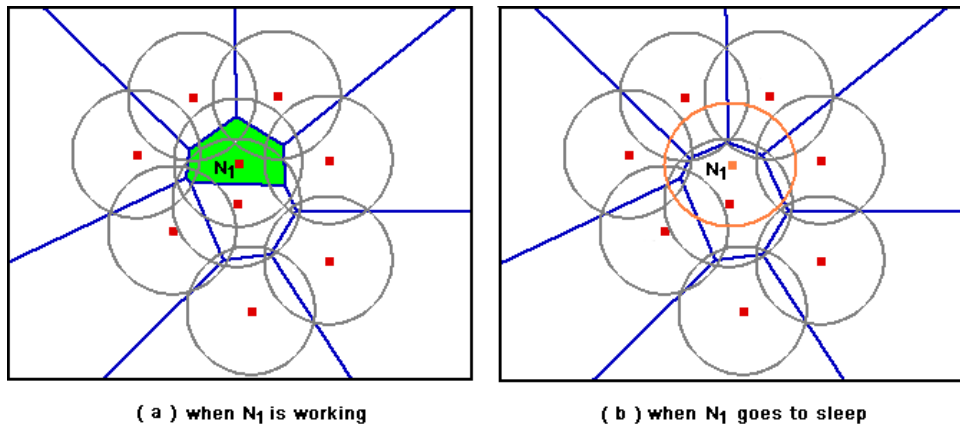 N1
N1
( a ) when N1 is working
( b ) when N1 goes to sleep